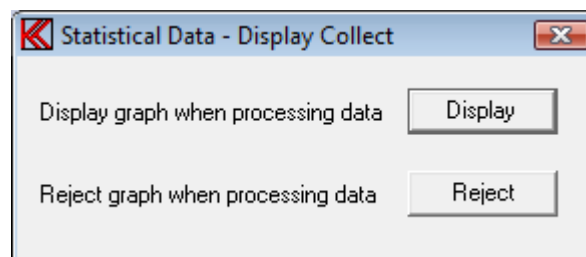 Statistical Data - Display Collect
Display graph when processing data Display
Reject graph when processing data Reject